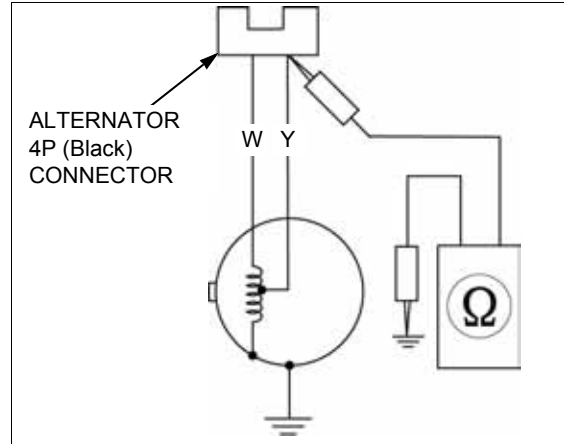 ALTERNATOR
4P (Black)
CONNECTOR
W Y
Ω